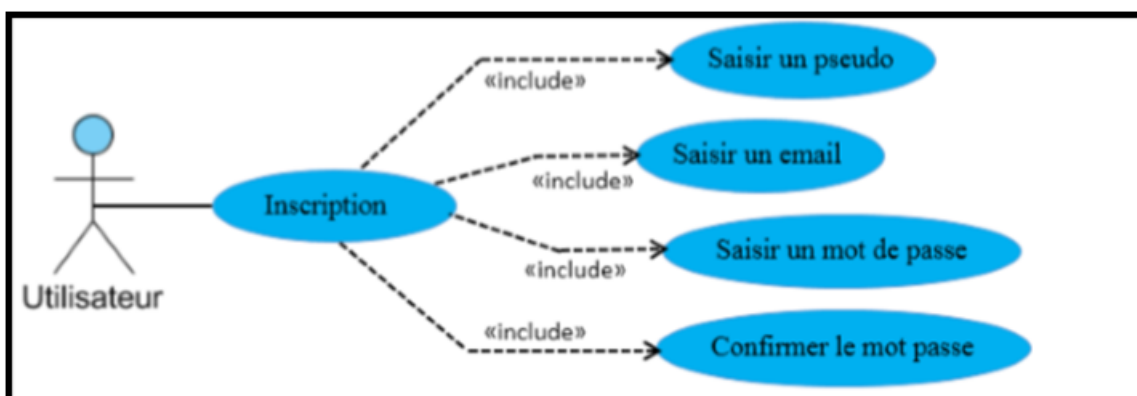 Saisir un pseudo
«include»
Saisir un email
«include»
Inscription
Saisir un mot de passe
«include»
Utilisateur
«include»
Confirmer le mot passe